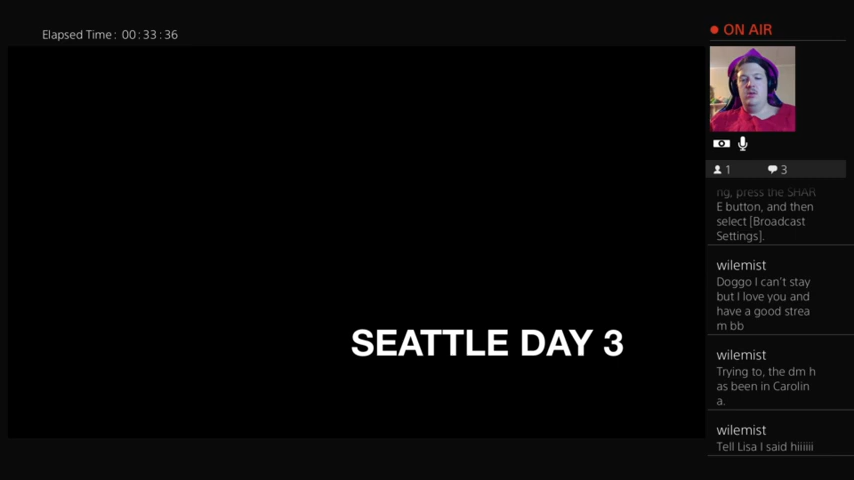 Elapsed Time: 00:33:36
ON AIR
1
3
ng, press the SHAR
E button, and then
select [Broadcast
Settings].
wilemist
Doggo I can't stay
but I love you and
have a good strea
m bb
wilemist
Trying to, the dm h
as been in Carolin
a.
wilemist
Tell Lisa I said hiiiiii
SEATTLE DAY 3